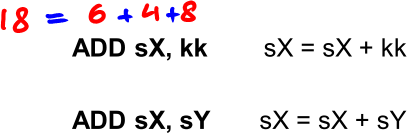 18 = 6 + 4 + 8
ADD sX, kk sX = sX + kk
ADD sX, sY sX = sX + sY